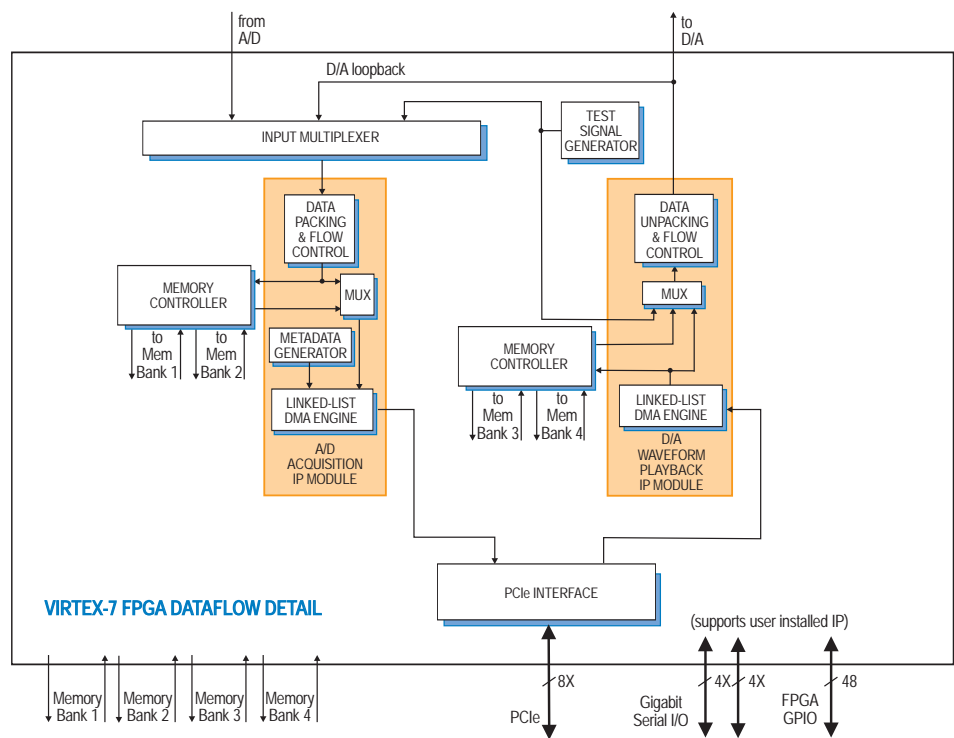 from
A/D
to
D/A
D/A loopback
INPUT MULTIPLEXER
TEST
SIGNAL
GENERATOR
DATA
PACKING
& FLOW
CONTROL
DATA
UNPACKING
& FLOW
CONTROL
MEMORY
CONTROLLER
MUX
MUX
to
Mem
Bank 1
to
Mem
Bank 2
METADATA
GENERATOR
MEMORY
CONTROLLER
LINKED-LIST
DMA ENGINE
LINKED-LIST
DMA ENGINE
to
Mem
Bank 3
to
Mem
Bank 4
A/D
ACQUISITION
IP MODULE
D/A
WAVEFORM
PLAYBACK
IP MODULE
PCIe INTERFACE
VIRTEX-7 FPGA DATAFLOW DETAIL
(supports user installed IP)
Memory
Bank 1
Memory
Bank 2
Memory
Bank 3
Memory
Bank 4
8X
PCIe
4X
4X
Gigabit
Serial I/O
48
FPGA
GPIO